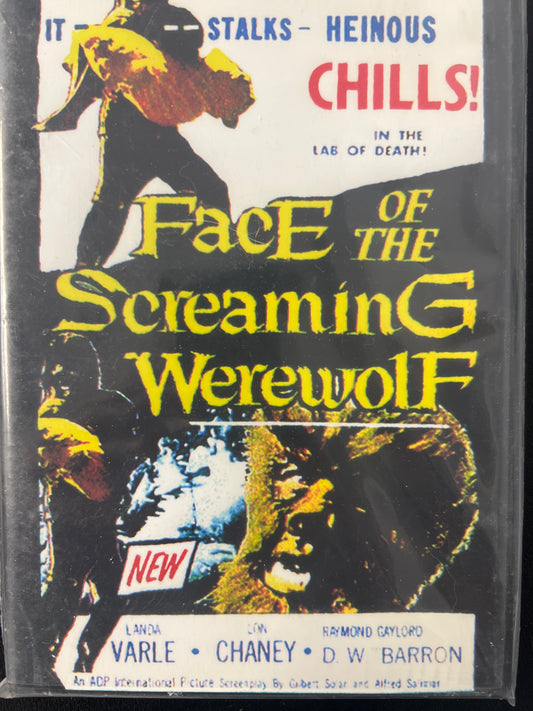 IT - -- STALKS - HEINOUS
CHILLS!
IN THE
LAB OF DEATH!
FacE OF
THE
ScreaminG
WerewolF
NEW
LANDA
VARLE •
LON
CHANEY •
RAYMOND GAYLORD
D. W. BARRON
An ADP International Picture Screenplay By Gilbert Solar and Alfred